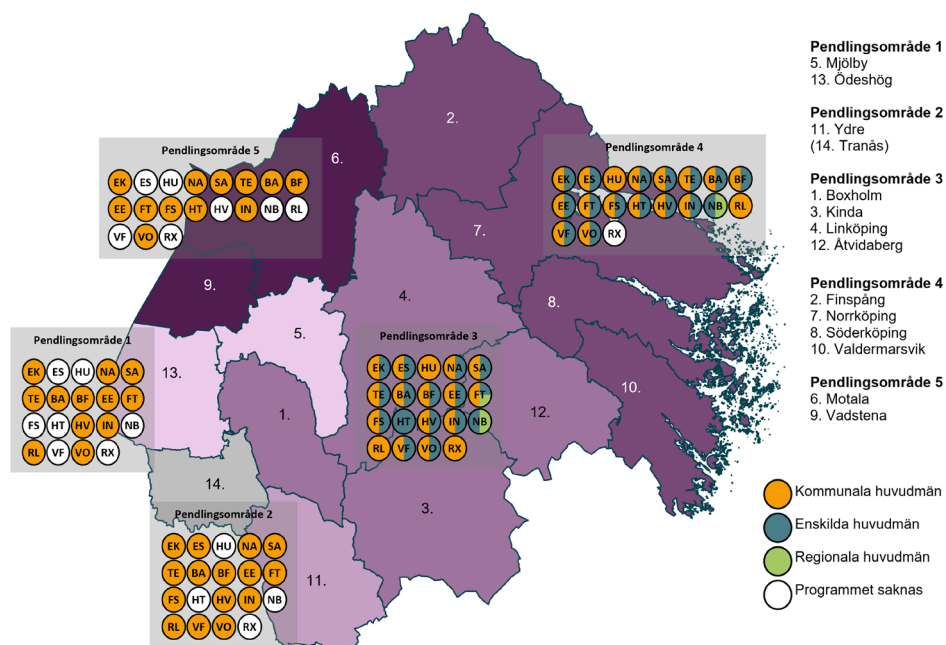 Pendlingsområde 1
5. Mjölby
13. Ödeshög
Pendlingsområde 2
11. Ydre
(14. Tranås)
Pendlingsområde 3
1. Boxholm
3. Kinda
4. Linköping
12. Åtvidaberg
Pendlingsområde 4
2. Finspång
7. Norrköping
8. Söderköping
10. Valdermarsvik
Pendlingsområde 5
6. Motala
9. Vadstena
2.
6.
7.
9.
4.
8.
5.
13.
1.
12.
10.
14.
3.
11.
Pendlingsområde 5
EK ES HU NA SA TE BA BF
EE FT FS HT HV IN NB RL
VF VO RX
Pendlingsområde 4
EK ES HU NA SA TE BA BF
EE FT FS HT HV IN NB RL
VF VO RX
Pendlingsområde 1
EK ES HU NA SA
TE BA BF EE FT
FS HT HV IN NB
RL VF VO RX
Pendlingsområde 3
EK ES HU NA SA
TE BA BF EE FT
FS HT HV IN NB
RL VF VO RX
Pendlingsområde 2
EK ES HU NA SA
TE BA BF EE FT
FS HT HV IN NB
RL VF VO RX
Kommunala huvudmän
Enskilda huvudmän
Regionala huvudmän
Programmet saknas